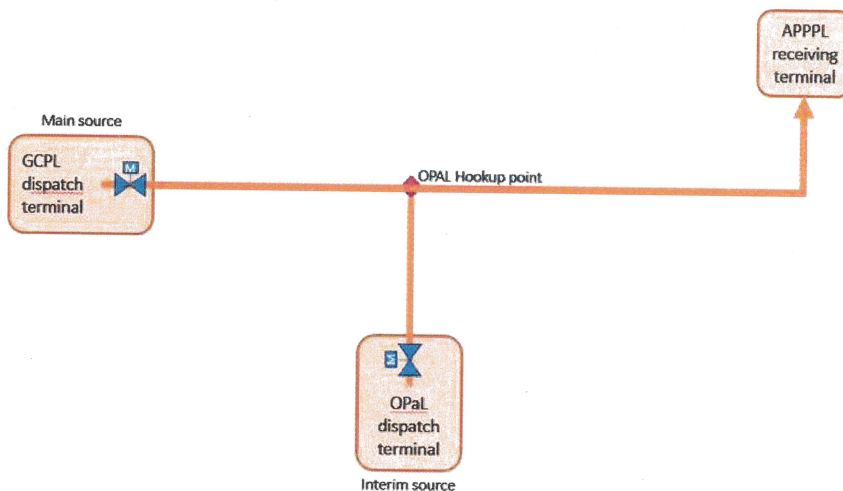 APPPL
receiving
terminal
Main source
GCPL
dispatch
terminal
M
OPAL Hookup point
M
OPaL
dispatch
terminal
Interim source